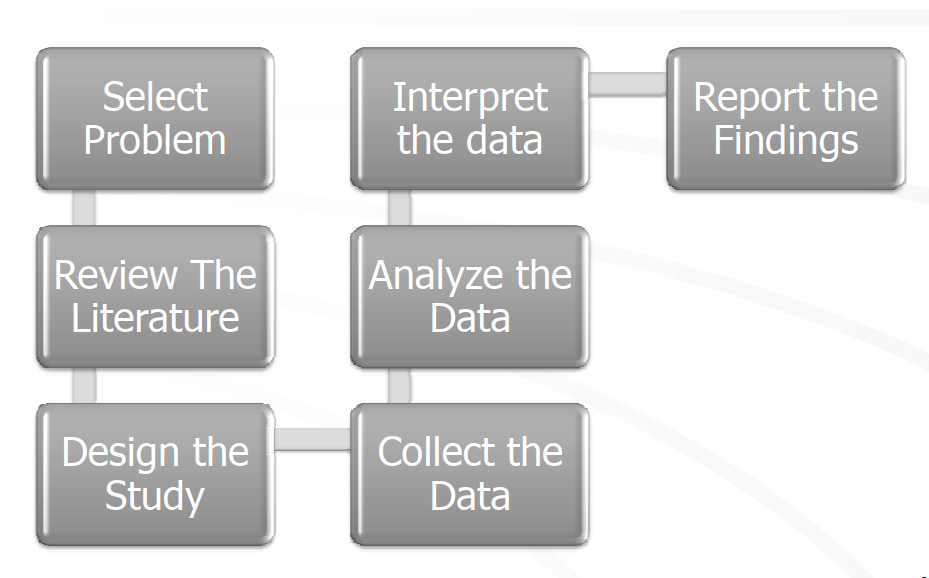 Select
Problem
Review The
Literature
Design the
Study
Collect the
Data
Analyze the
Data
Interpret
the data
Report the
Findings